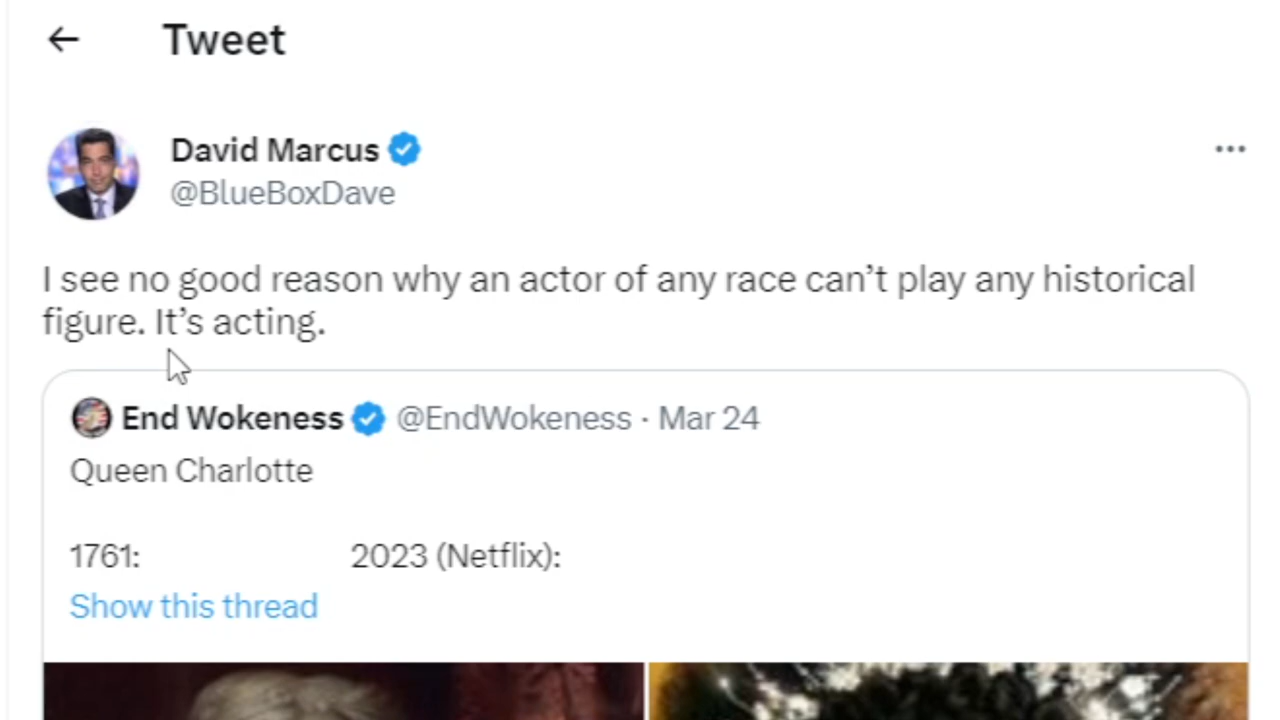 Tweet
David Marcus
@BlueBoxDave
I see no good reason why an actor of any race can’t play any historical
figure. It’s acting.
End Wokeness @EndWokeness · Mar 24
Queen Charlotte
1761: 2023 (Netflix):
Show this thread